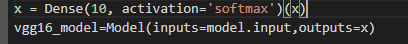 x = Dense(10, activation='softmax')(x)
vgg16_model=Model(inputs=model.input,outputs=x)